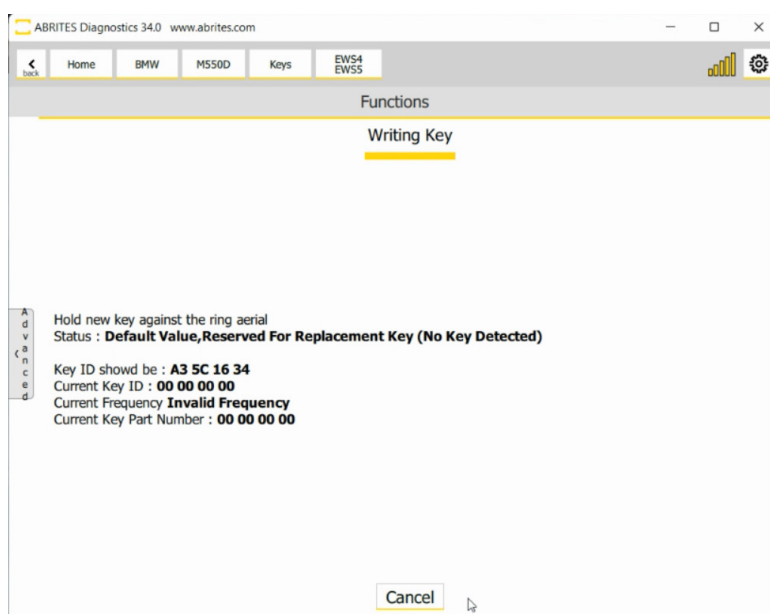 ABRITES Diagnostics 34.0 www.abrites.com
back
Home
BMW
M550D
Keys
EWS4
EWS5
Functions
Writing Key
Advanced
Hold new key against the ring aerial
Status : Default Value,Reserved For Replacement Key (No Key Detected)
Key ID showd be : A3 5C 16 34
Current Key ID : 00 00 00 00
Current Frequency Invalid Frequency
Current Key Part Number : 00 00 00 00
Cancel